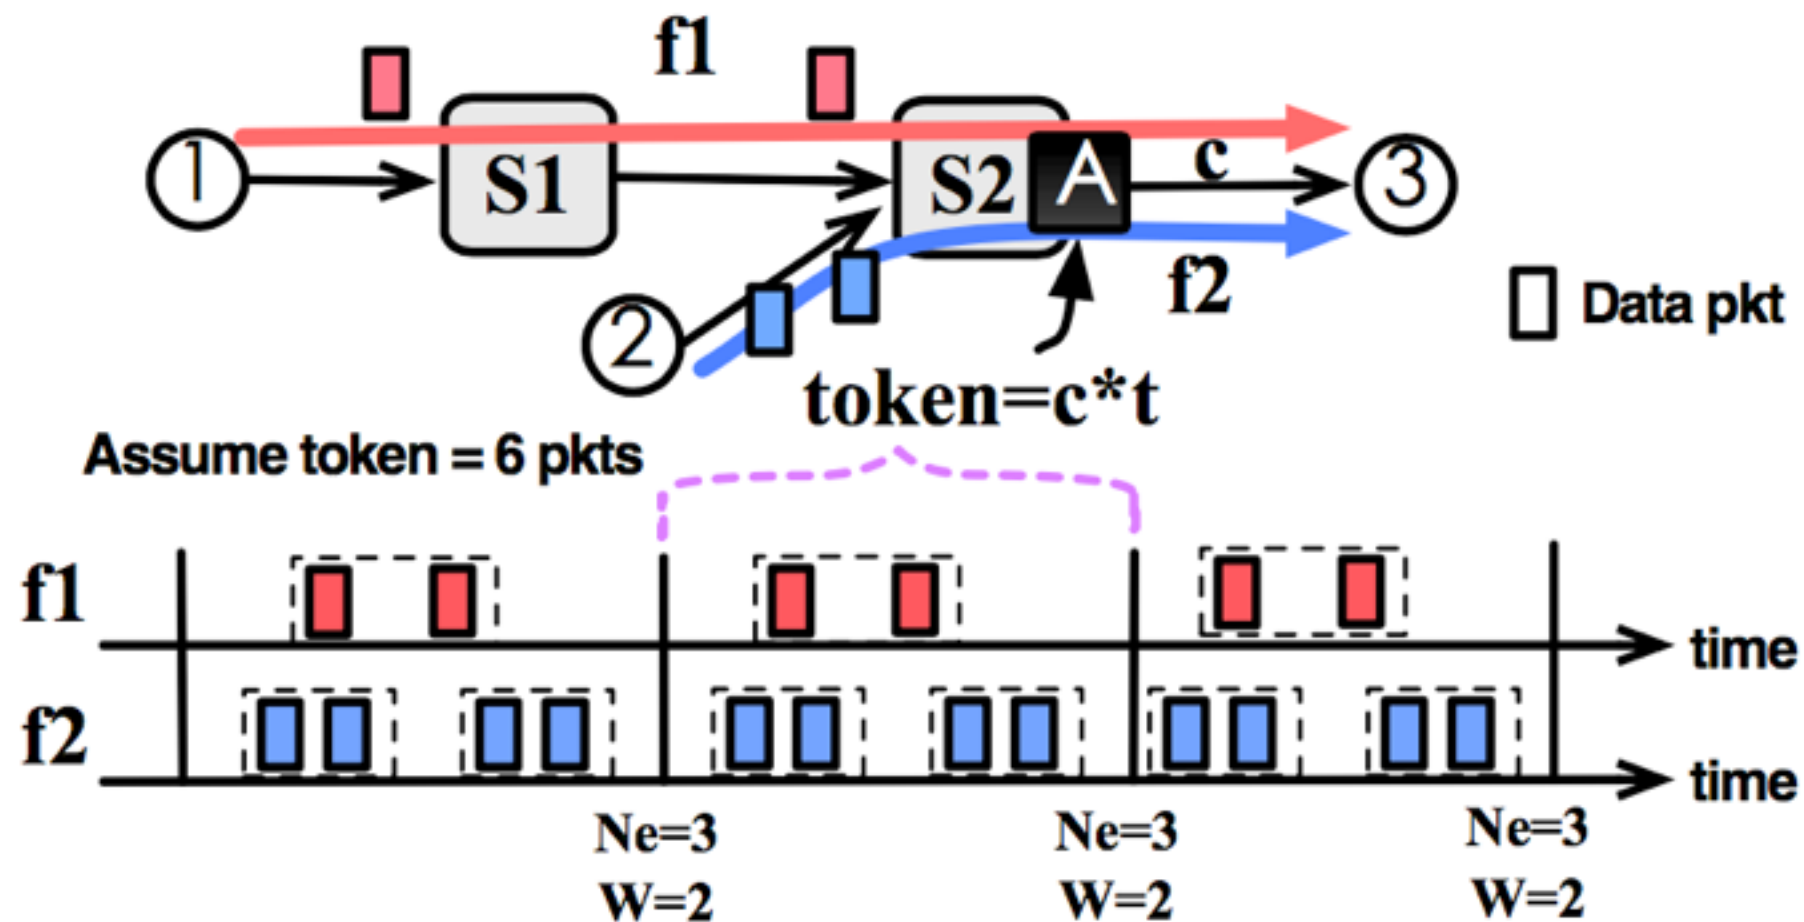 f1
1
S1
S2
A
c
3
2
f2
Data pkt
token=c*t
Assume token = 6 pkts
f1
time
f2
time
Ne=3 Ne=3 Ne=3
W=2 W=2 W=2